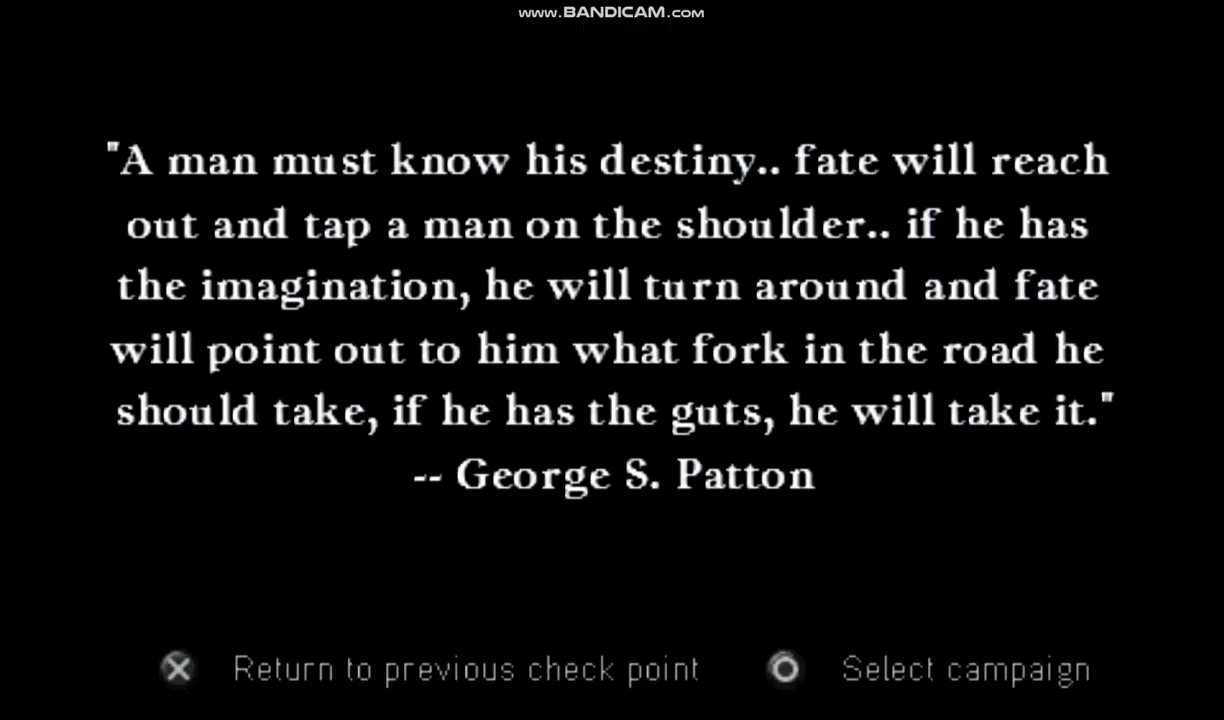 www.BANDICAM.com
"A man must know his destiny.. fate will reach
out and tap a man on the shoulder.. if he has
the imagination, he will turn around and fate
will point out to him what fork in the road he
should take, if he has the guts, he will take it."
-- George S. Patton
Return to previous check point
Select campaign